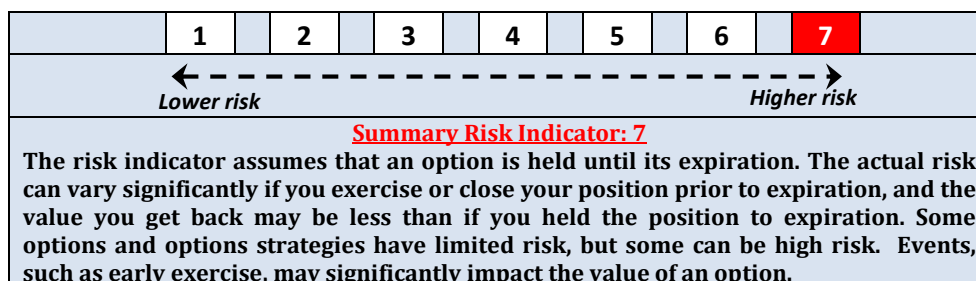 1 2 3 4 5 6 7
Lower risk Higher risk
Summary Risk Indicator: 7
The risk indicator assumes that an option is held until its expiration. The actual risk
can vary significantly if you exercise or close your position prior to expiration, and the
value you get back may be less than if you held the position to expiration. Some
options and options strategies have limited risk, but some can be high risk. Events,
such as early exercise, may significantly impact the value of an option.